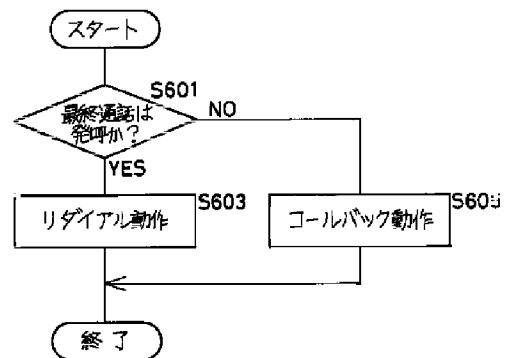 スタート
S601
最終通話は
発呼か?
NO
YES
リダイアル動作
S603
コールバック動作
S605
終了